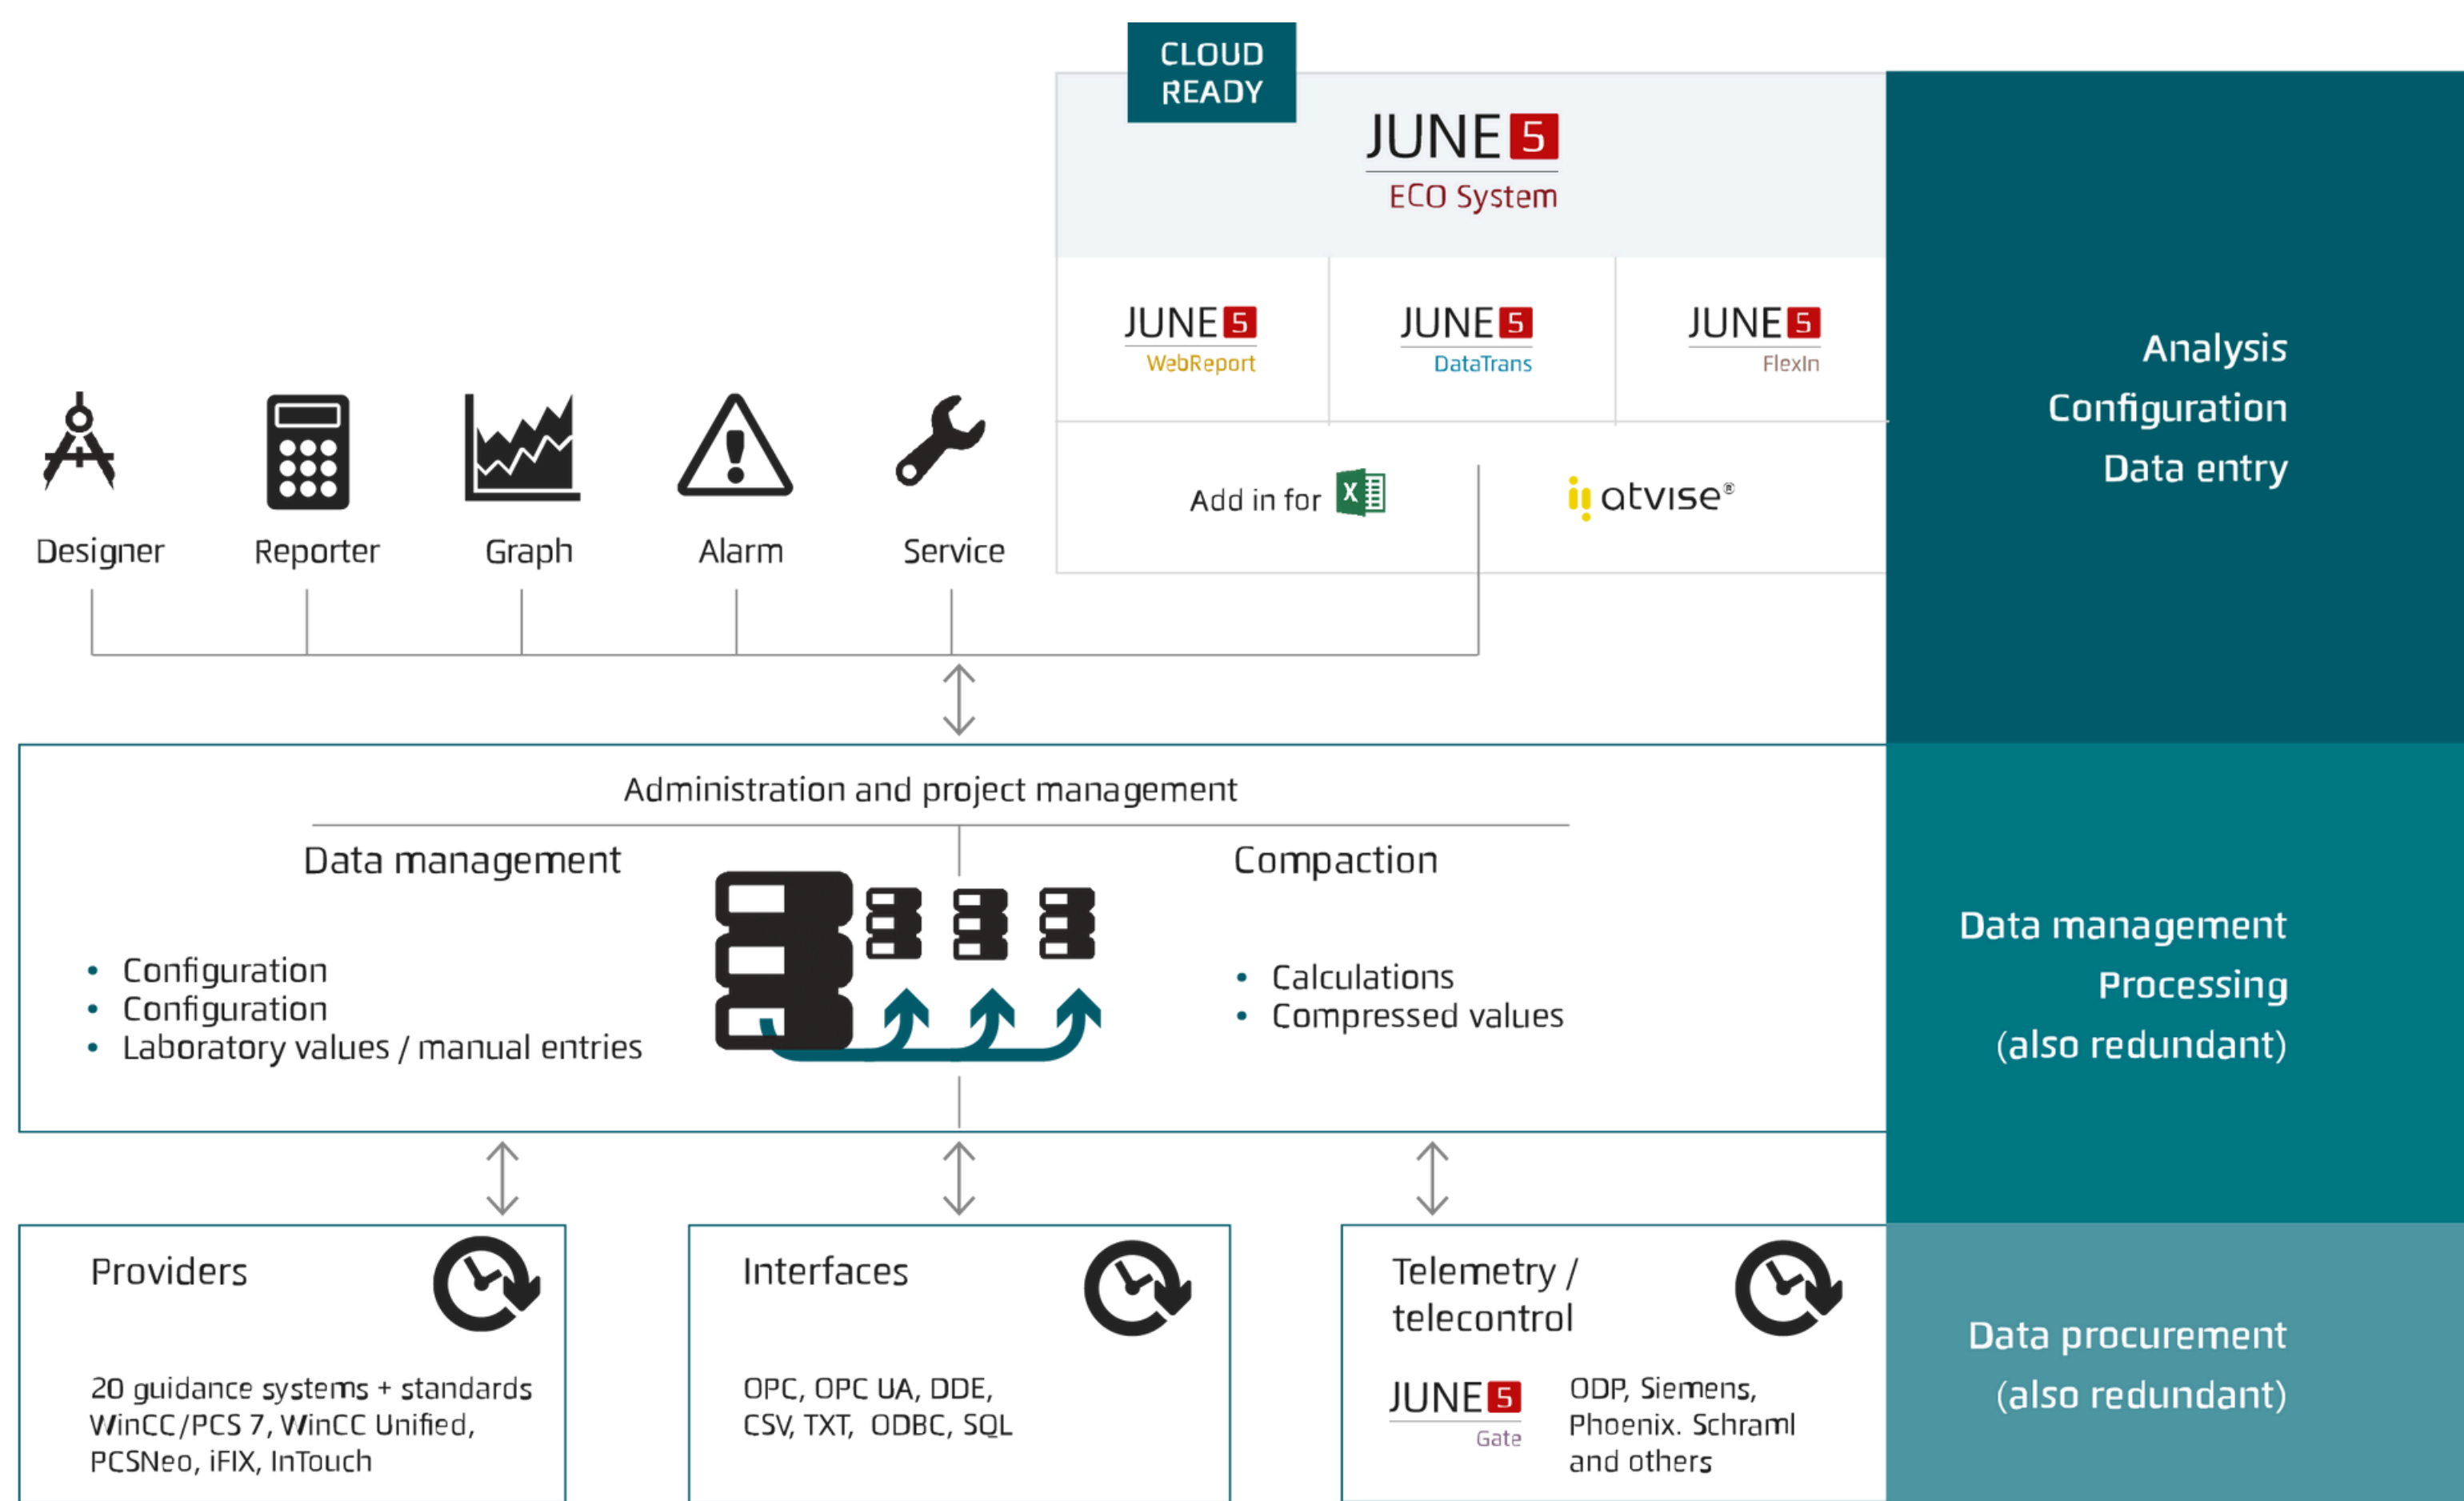 CLOUD
READY
JUNE 5
ECO System
JUNE 5
WebReport
JUNE 5
DataTrans
JUNE 5
FlexIn
Add in for X
atvise®
Designer
Reporter
Graph
Alarm
Service
Analysis
Configuration
Data entry
Administration and project management
Data management
• Configuration
• Configuration
• Laboratory values / manual entries
Compaction
• Calculations
• Compressed values
Data management
Processing
(also redundant)
Providers
20 guidance systems + standards
WinCC/PCS 7, WinCC Unified,
PCSNeo, iFIX, InTouch
Interfaces
OPC, OPC UA, DDE,
CSV, TXT, ODBC, SQL
Telemetry /
telecontrol
JUNE 5
Gate
ODP, Siemens,
Phoenix. Schraml
and others
Data procurement
(also redundant)